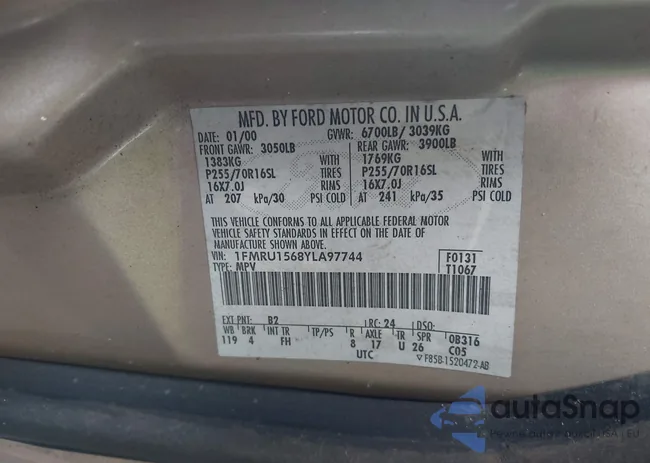 MFD. BY FORD MOTOR CO. IN U.S.A.
DATE: 01/00 GVWR: 6700LB/ 3039KG
FRONT GAWR: 3050LB REAR GAWR: 3900LB
1383KG WITH 1769KG WITH
P255/70R16SL TIRES P255/70R16SL TIRES
16X7.0J RIMS 16X7.0J RIMS
AT 207 kPa/30 PSI COLD AT 241 kPa/35 PSI COLD
THIS VEHICLE CONFORMS TO ALL APPLICABLE FEDERAL MOTOR
VEHICLE SAFETY STANDARDS IN EFFECT ON THE DATE OF
MANUFACTURE SHOWN ABOVE.
VIN: 1FMRU1568YLA97744 F0131
TYPE: MPV T1067
EXT PNT: B2 RC: 24 DSO:
WB BRK INT TR TP/PS R AXLE TR SPR 0B316
119 4 FH 8 17 U 26 C05
UTC F85B-1520472-AB
autoSnap